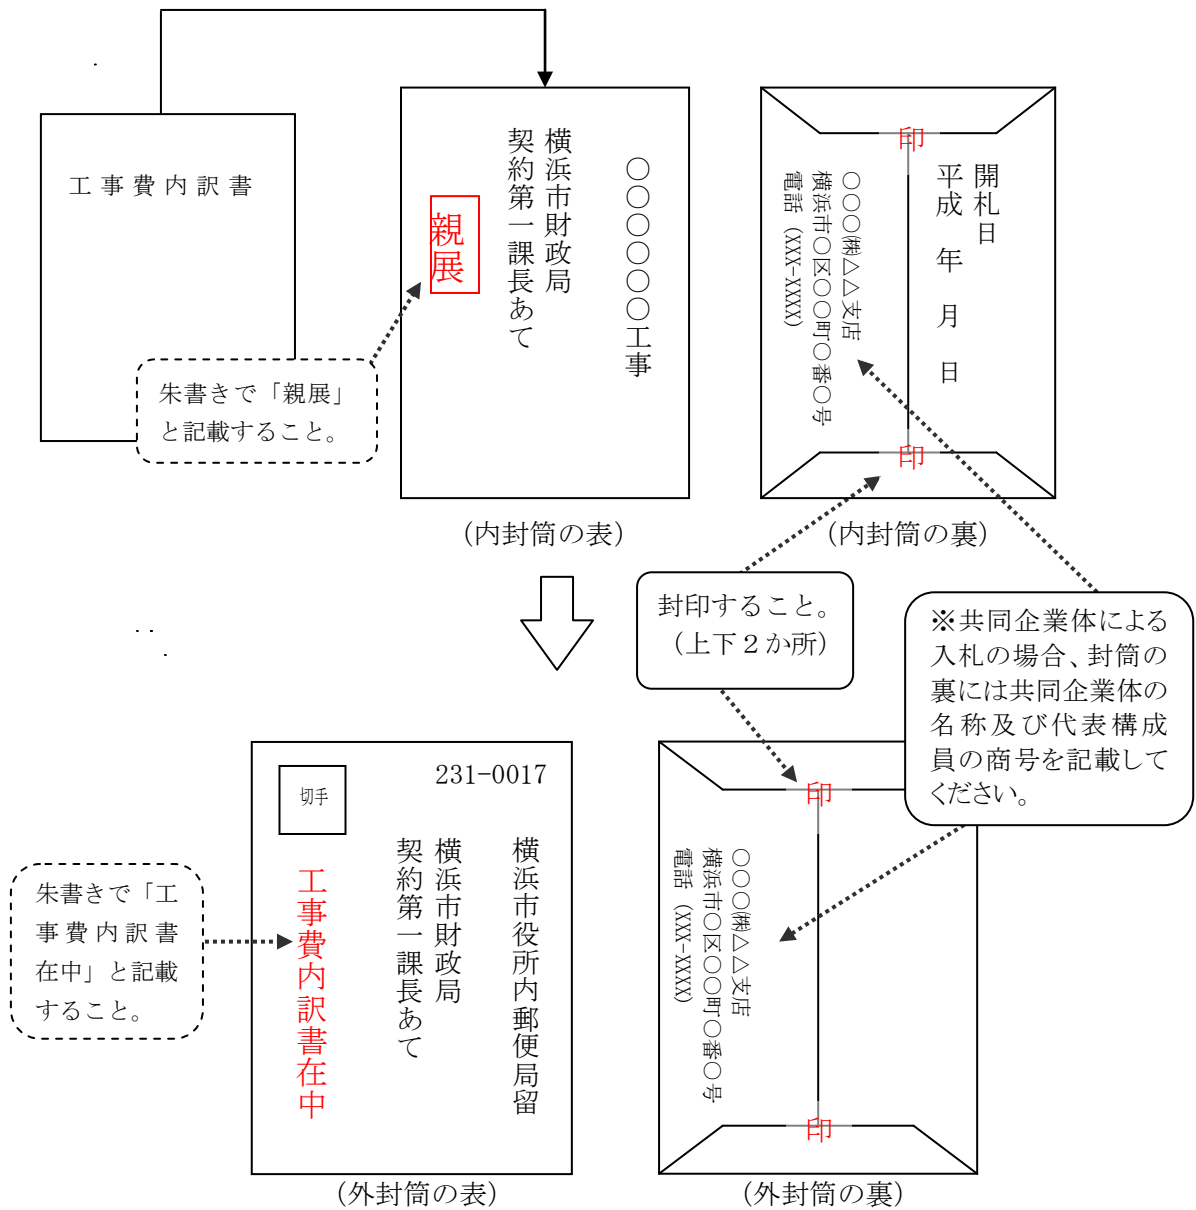 工事費内訳書
〇〇〇〇〇〇工事
横浜市財政局
契約第一課長あて
親展
朱書きで「親展」
と記載すること。
(内封筒の表)
印
開札日
平成　年　月　日
〇〇〇㈱△△支店
横浜市〇区〇〇町〇番〇号
電話 (XXX-XXXX)
印
(内封筒の裏)
封印すること。
(上下２か所)
※共同企業体による
入札の場合、封筒の
裏には共同企業体の
名称及び代表構成
員の商号を記載して
ください。
切手
231-0017
横浜市役所内郵便局留
横浜市財政局
契約第一課長あて
工事費内訳書在中
朱書きで「工
事費内訳書
在中」と記載
すること。
(外封筒の表)
印
〇〇〇㈱△△支店
横浜市〇区〇〇町〇番〇号
電話 (XXX-XXXX)
印
(外封筒の裏)